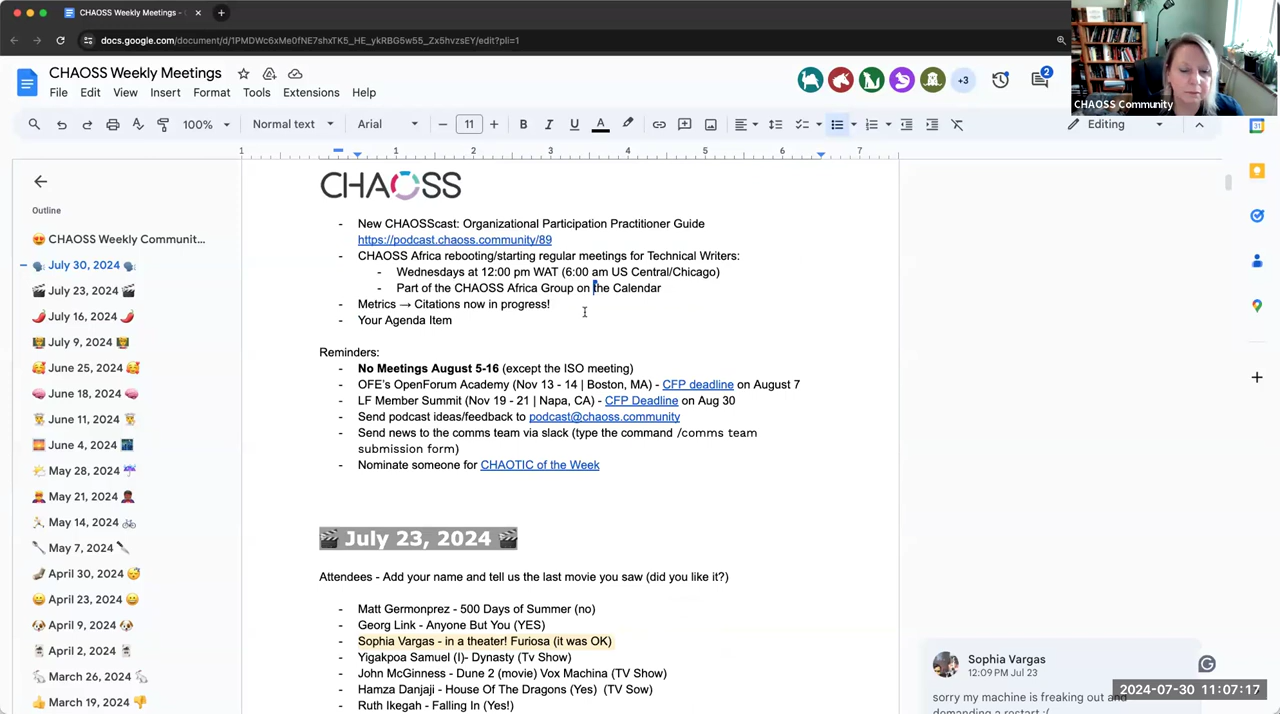 CHAOSS Weekly Meetings -
docs.google.com/document/d/1PMDWc6xMe0fNE7shxTK5_HE_ykRBG5w55_Zx5hvzsEY/edit?pli=1
CHAOSS Weekly Meetings
File Edit View Insert Format Tools Extensions Help
+3
2
CHAOSS Community
100% Normal text Arial 11 Editing
1 1 2 3 4 5 6 7
Outline
😍 CHAOSS Weekly Communit...
🗣️ July 30, 2024 🗣️
🎬 July 23, 2024 🎬
🌶️ July 16, 2024 🌶️
July 9, 2024
🥰 June 25, 2024 🥰
🧠 June 18, 2024 🧠
June 11, 2024
🌅 June 4, 2024 🌃
May 28, 2024 ☔
May 21, 2024
May 14, 2024 🚲
May 7, 2024
April 30, 2024 😴
😀 April 23, 2024 😀
🐶 April 9, 2024 🐶
April 2, 2024
🐇 March 26, 2024 🐇
👍 March 19, 2024 👎
CHAOSS
- New CHAOSScast: Organizational Participation Practitioner Guide
https://podcast.chaoss.community/89
- CHAOSS Africa rebooting/starting regular meetings for Technical Writers:
- Wednesdays at 12:00 pm WAT (6:00 am US Central/Chicago)
- Part of the CHAOSS Africa Group on the Calendar
- Metrics → Citations now in progress!
- Your Agenda Item
Reminders:
- No Meetings August 5-16 (except the ISO meeting)
- OFE's OpenForum Academy (Nov 13 - 14 | Boston, MA) - CFP deadline on August 7
- LF Member Summit (Nov 19 - 21 | Napa, CA) - CFP Deadline on Aug 30
- Send podcast ideas/feedback to podcast@chaoss.community
- Send news to the comms team via slack (type the command /comms team
submission form)
- Nominate someone for CHAOTIC of the Week
🎬 July 23, 2024 🎬
Attendees - Add your name and tell us the last movie you saw (did you like it?)
- Matt Germonprez - 500 Days of Summer (no)
- Georg Link - Anyone But You (YES)
- Sophia Vargas - in a theater! Furiosa (it was OK)
- Yigakpoa Samuel (I)- Dynasty (Tv Show)
- John McGinness - Dune 2 (movie) Vox Machina (TV Show)
- Hamza Danjaji - House Of The Dragons (Yes) (TV Sow)
- Ruth Ikegah - Falling In (Yes!)
Sophia Vargas
12:09 PM Jul 23
sorry my machine is freaking out and
demanding a restart :/
2024-07-30 11:07:17